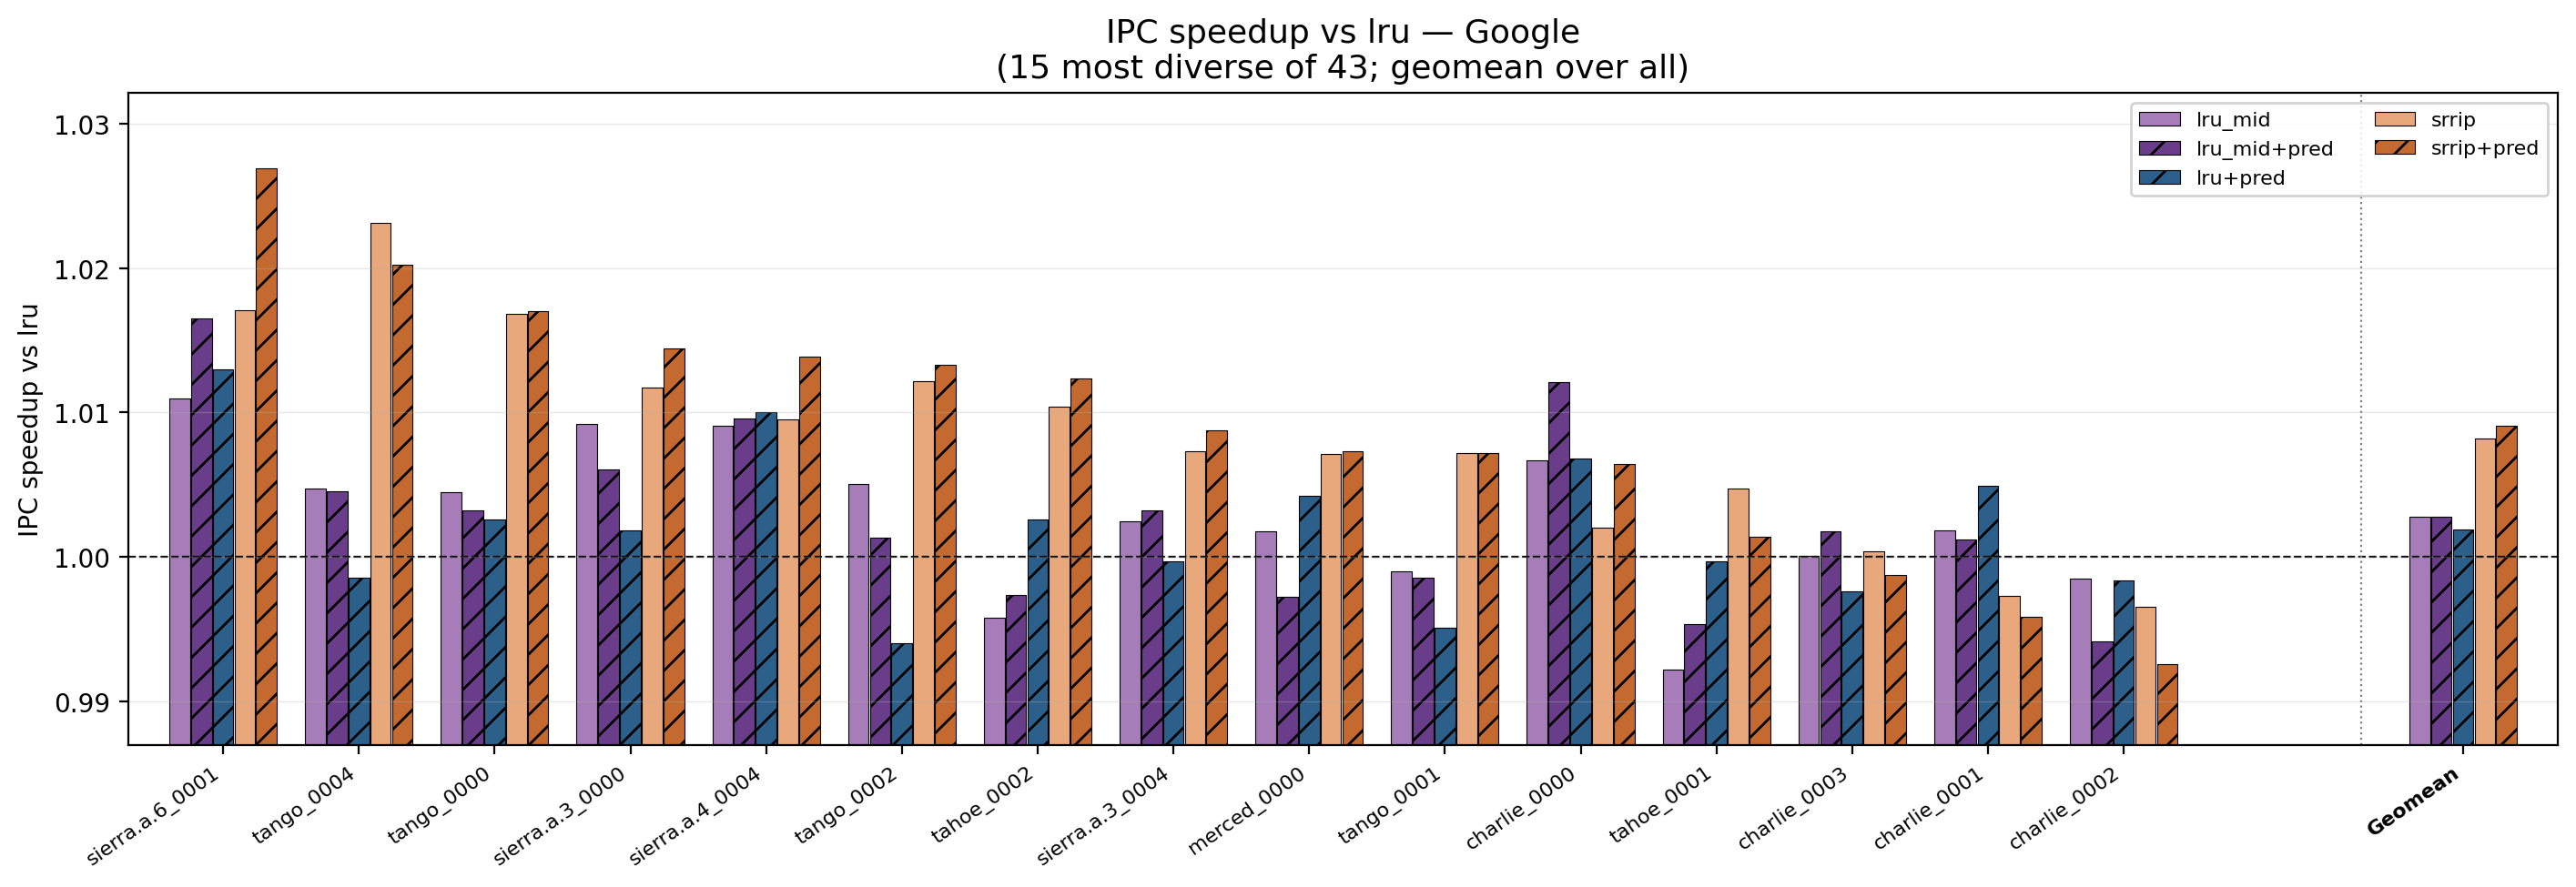 IPC speedup vs lru — Google
(15 most diverse of 43; geomean over all)
IPC speedup vs lru
1.03
1.02
1.01
1.00
0.99
lru_mid
lru_mid+pred
lru+pred
srrip
srrip+pred
sierra.a.6_0001
tango_0004
tango_0000
sierra.a.3_0000
sierra.a.4_0004
tango_0002
tahoe_0002
sierra.a.3_0004
merced_0000
tango_0001
charlie_0000
tahoe_0001
charlie_0003
charlie_0001
charlie_0002
Geomean